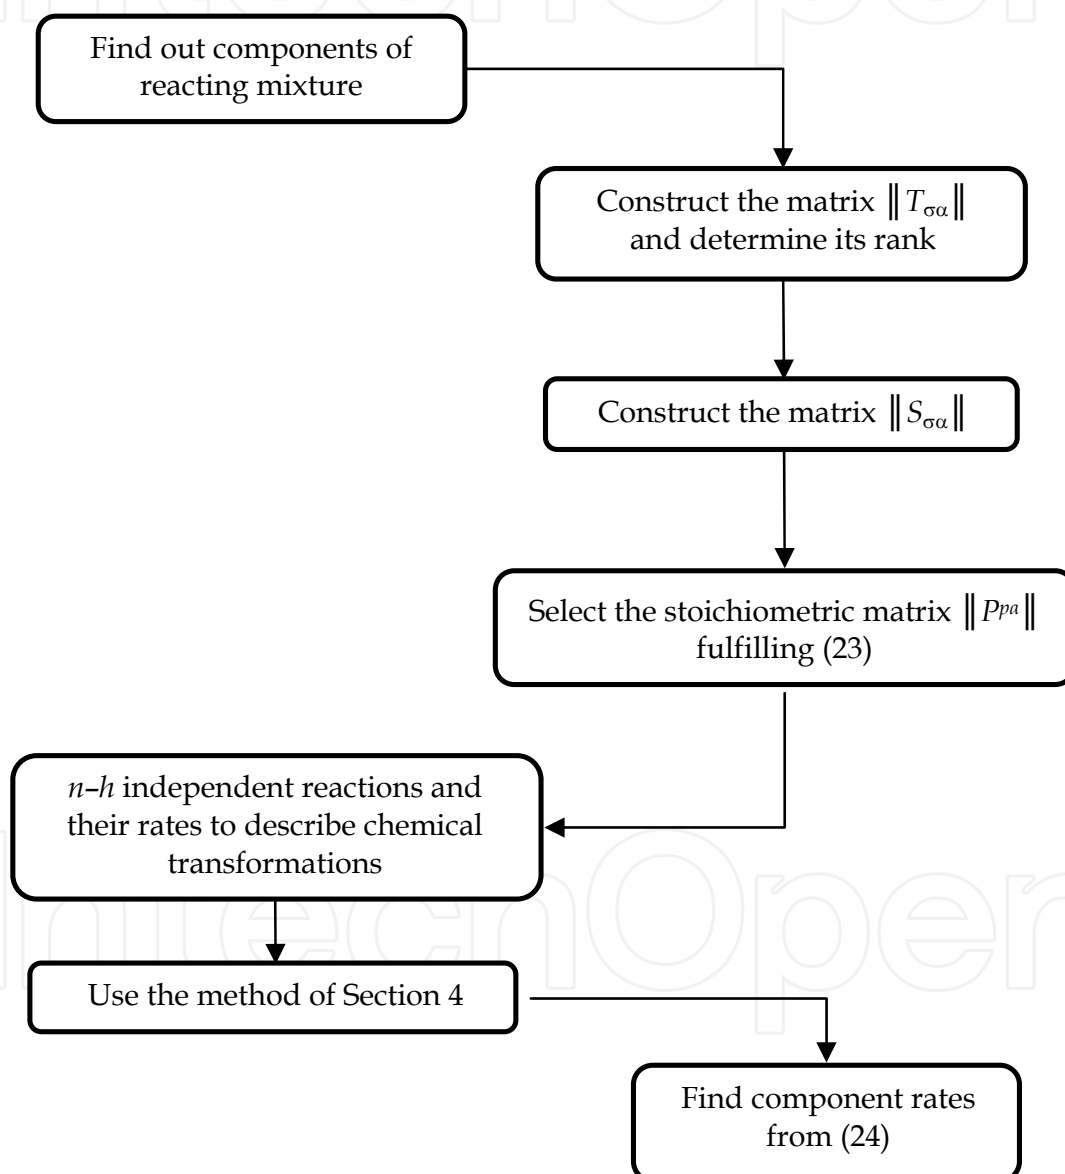 Find out components of
reacting mixture
Construct the matrix ‖Tσα‖
and determine its rank
Construct the matrix ‖Sσα‖
Select the stoichiometric matrix ‖Ppa‖
fulfilling (23)
n–h independent reactions and
their rates to describe chemical
transformations
Use the method of Section 4
Find component rates
from (24)